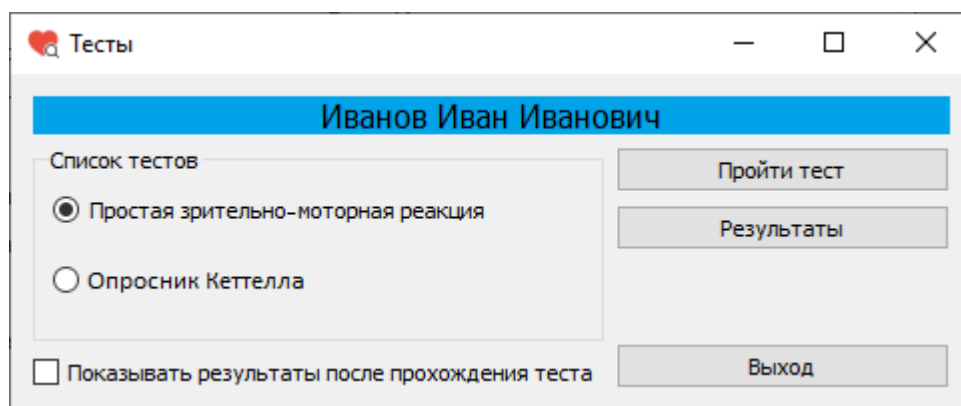 Тесты
Иванов Иван Иванович
Список тестов
Простая зрительно-моторная реакция
Опросник Кеттелла
Показывать результаты после прохождения теста
Пройти тест
Результаты
Выход